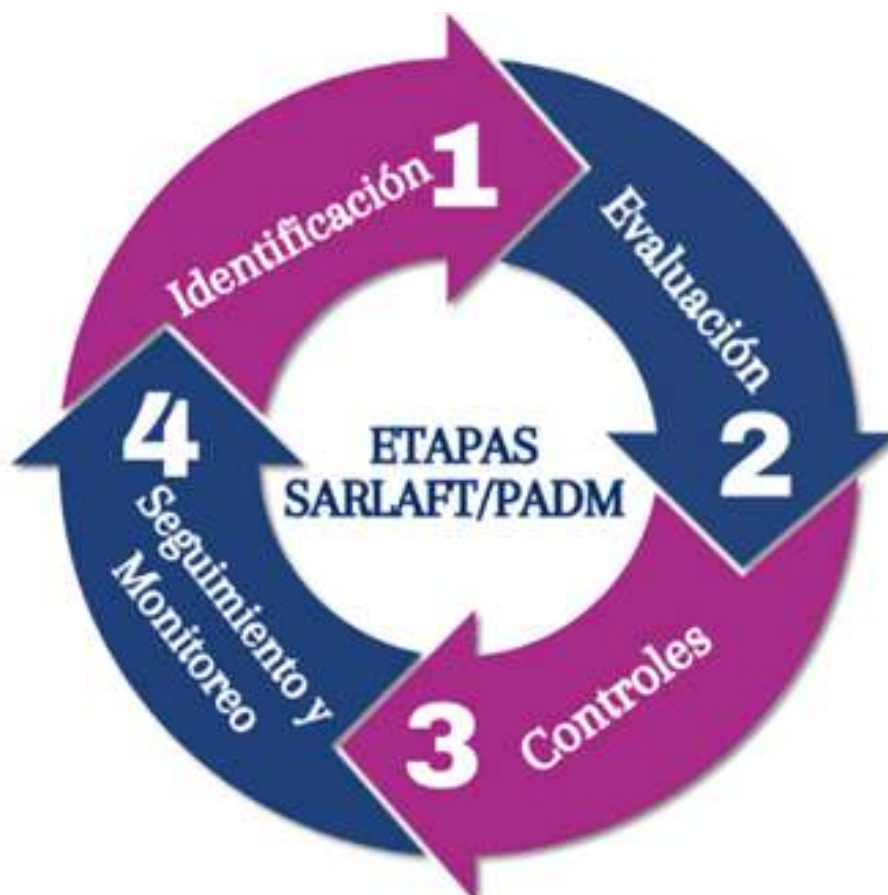 1
Identificación
Evaluación
2
ETAPAS
SARLAFT/PADM
Controles
3
4
Seguimiento y
Monitoreo